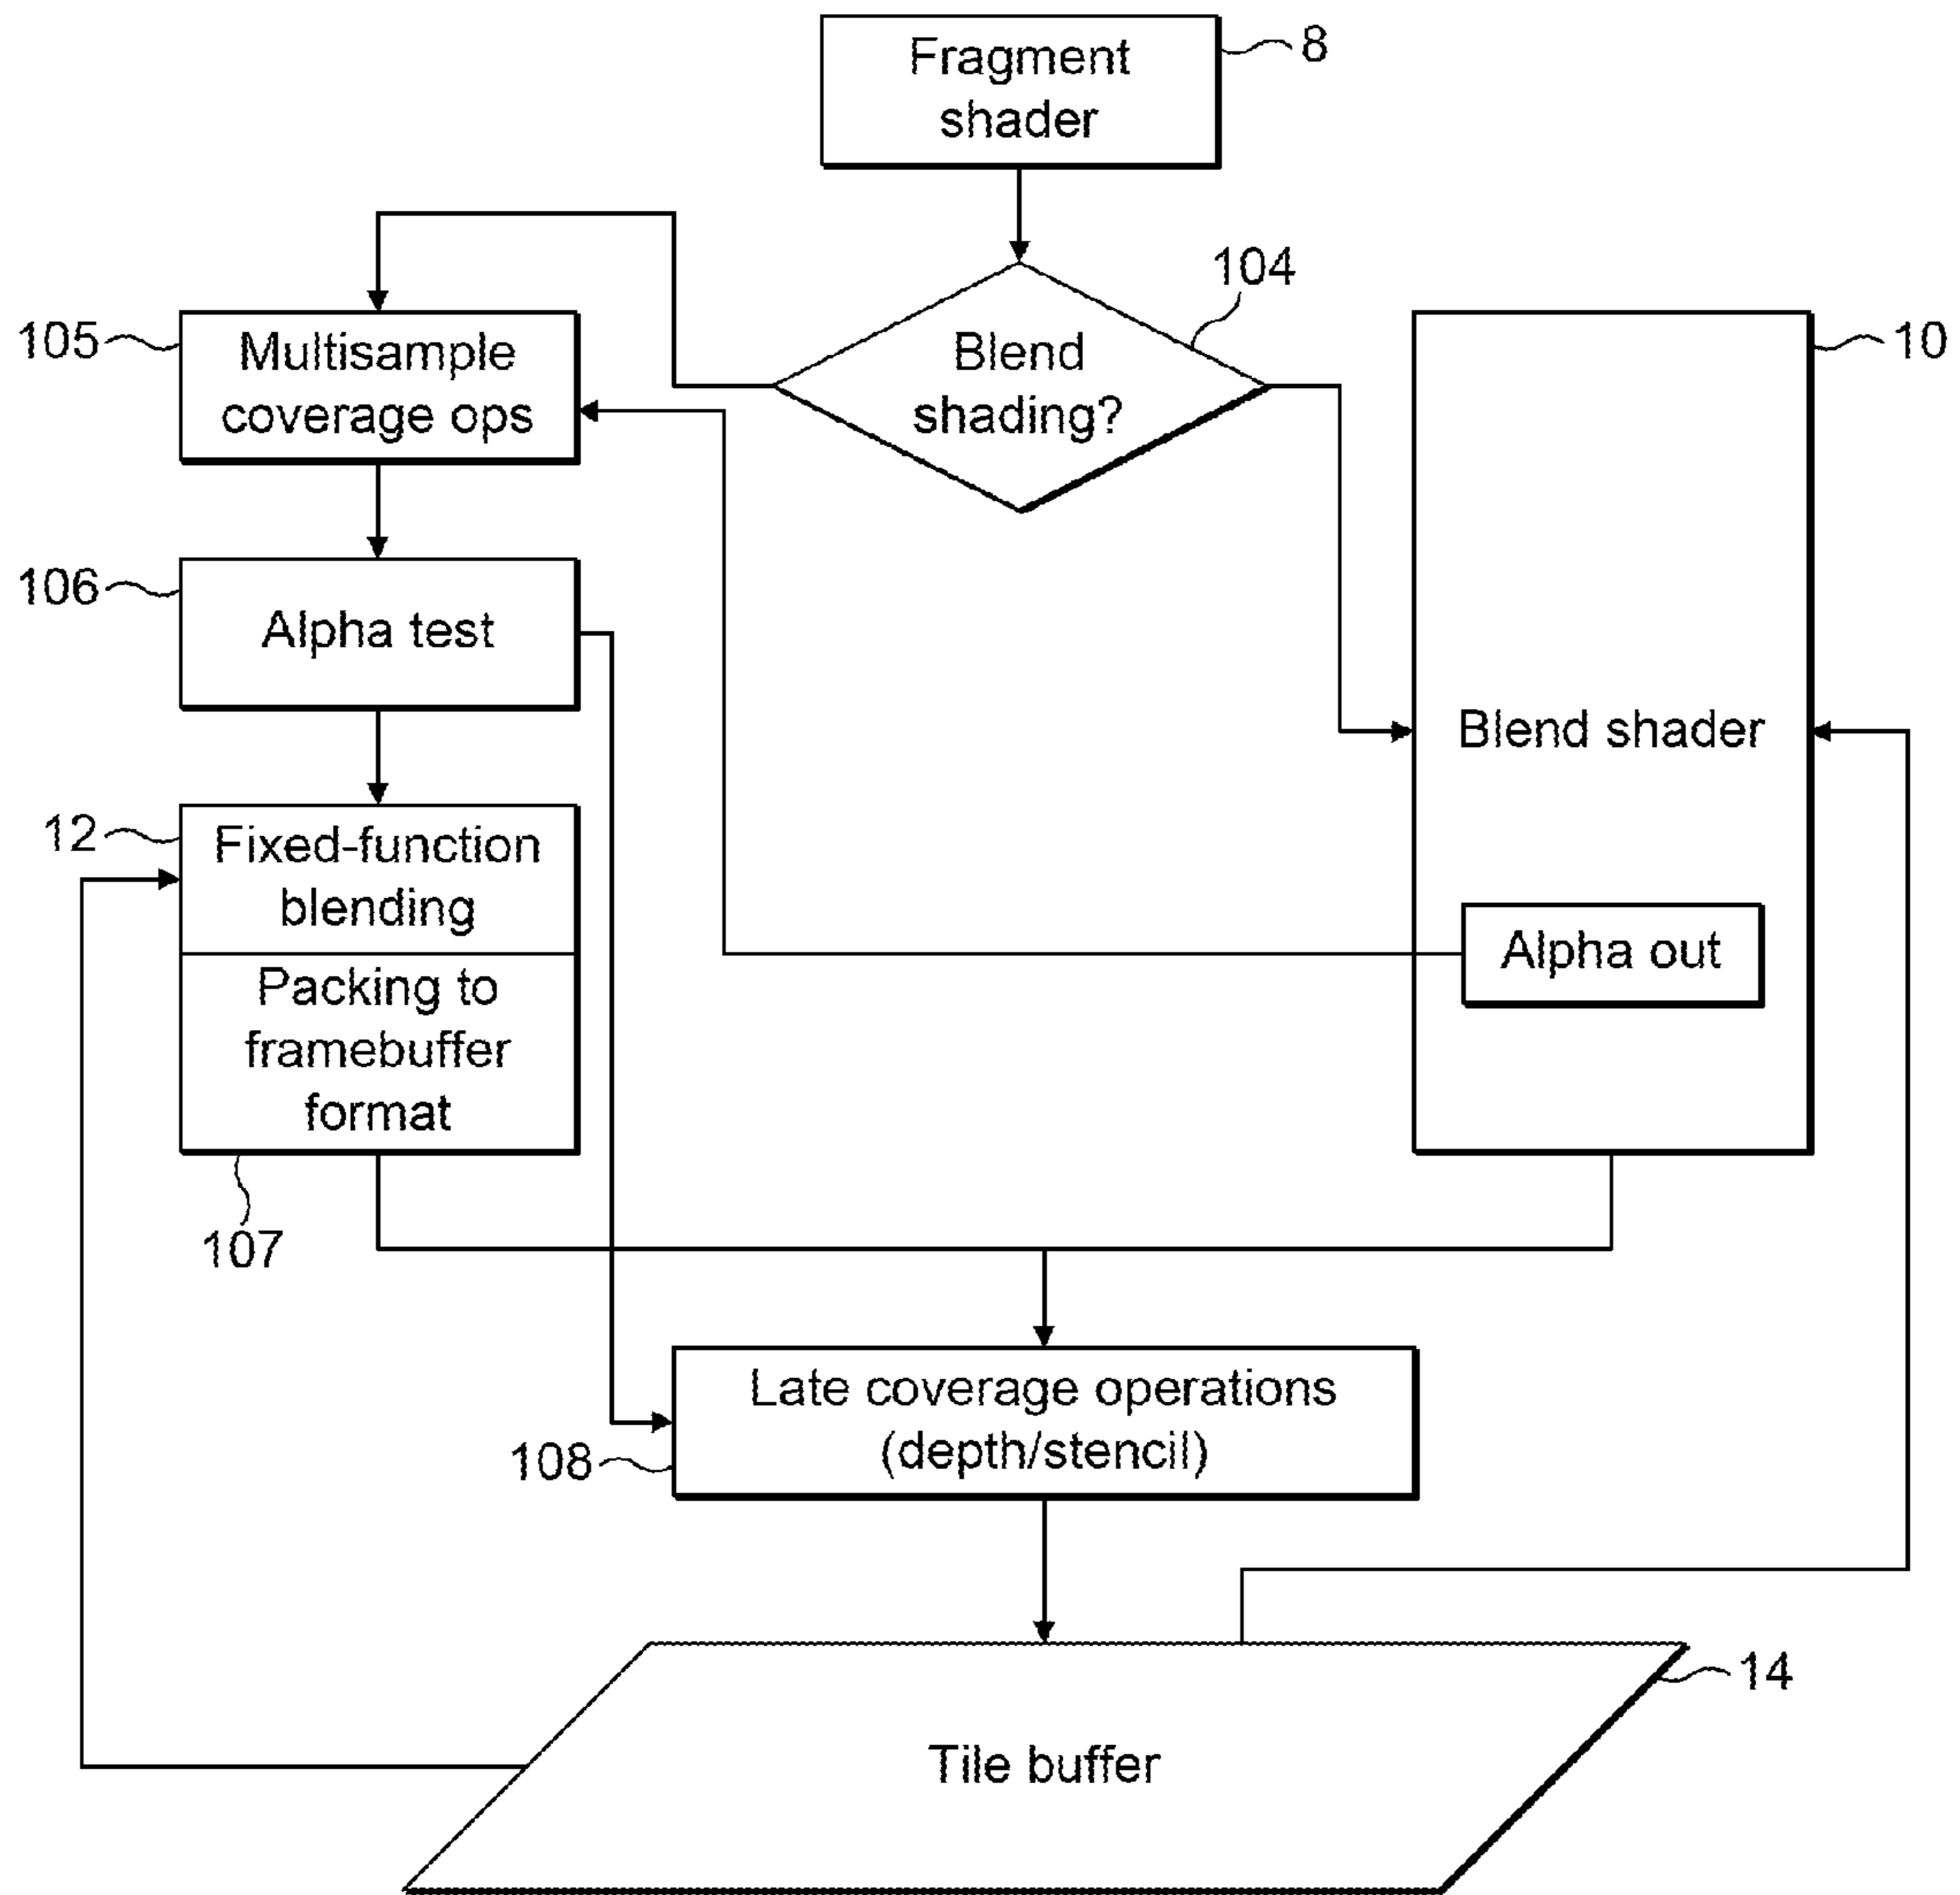 Fragment
shader
8
104
Blend
shading?
105
Multisample
coverage ops
10
106
Alpha test
Blend shader
12
Fixed-function
blending
Alpha out
Packing to
framebuffer
format
107
Late coverage operations
(depth/stencil)
108
14
Tile buffer